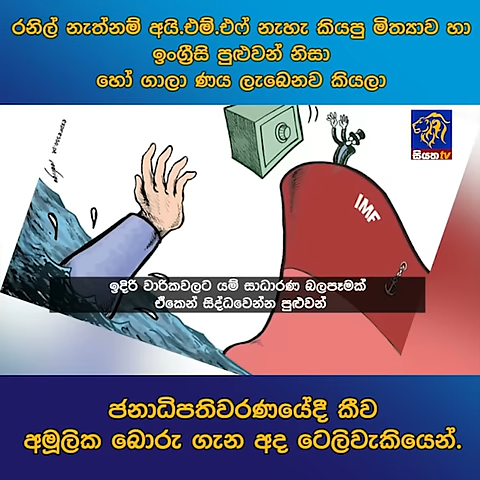 රනිල් නැත්නම් අයි.එම්.එෆ් නැහැ කියපු මිත්‍යාව හා
ඉංග්‍රීසි පුළුවන් නිසා
හෝ ගාලා ණය ලැබෙනව කියලා
සියත tv
IMF
ඉදිරි වාරිකවලට යම් සාධාරණ බලපෑමක්
ඒකෙන් සිද්ධවෙන්න පුළුවන්
ජනාධිපතිවරණයේදී කීව
අමූලික බොරු ගැන අද ටෙලිවැකියෙන්.